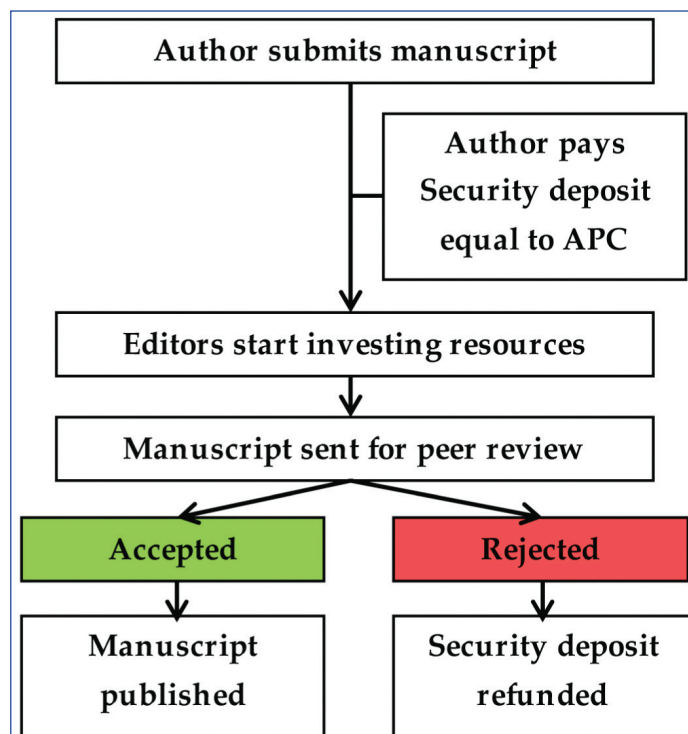 Author submits manuscript
Author pays
Security deposit
equal to APC
Editors start investing resources
Manuscript sent for peer review
Accepted
Rejected
Manuscript
published
Security deposit
refunded